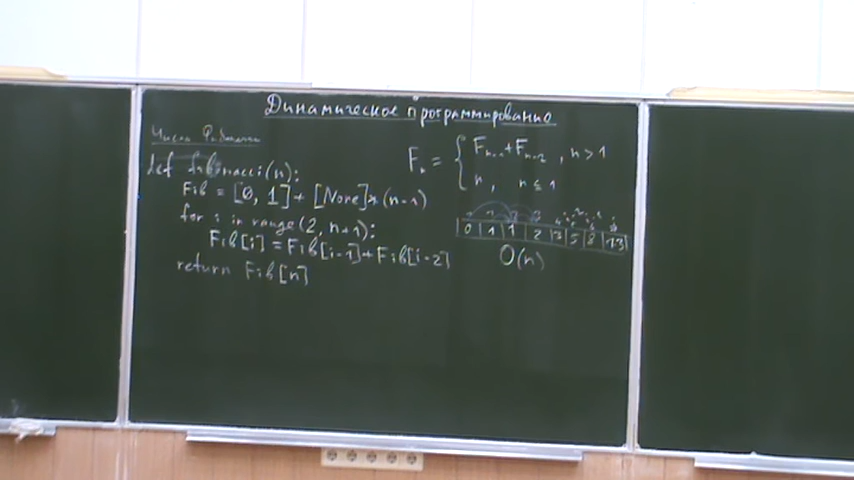 Динамическое программирование
Числа Фибоначчи
def fibonacci(n):
Fib = [0, 1] + [None]*(n-1)
for i in range(2, n+1):
Fib[i] = Fib[i-1] + Fib[i-2]
return Fib[n]
Fₙ = { Fₙ₋₁ + Fₙ₋₂ , n > 1
n , n ≤ 1
0 | 1 | 1 | 2 | 3 | 5 | 8 | 13
O(n)